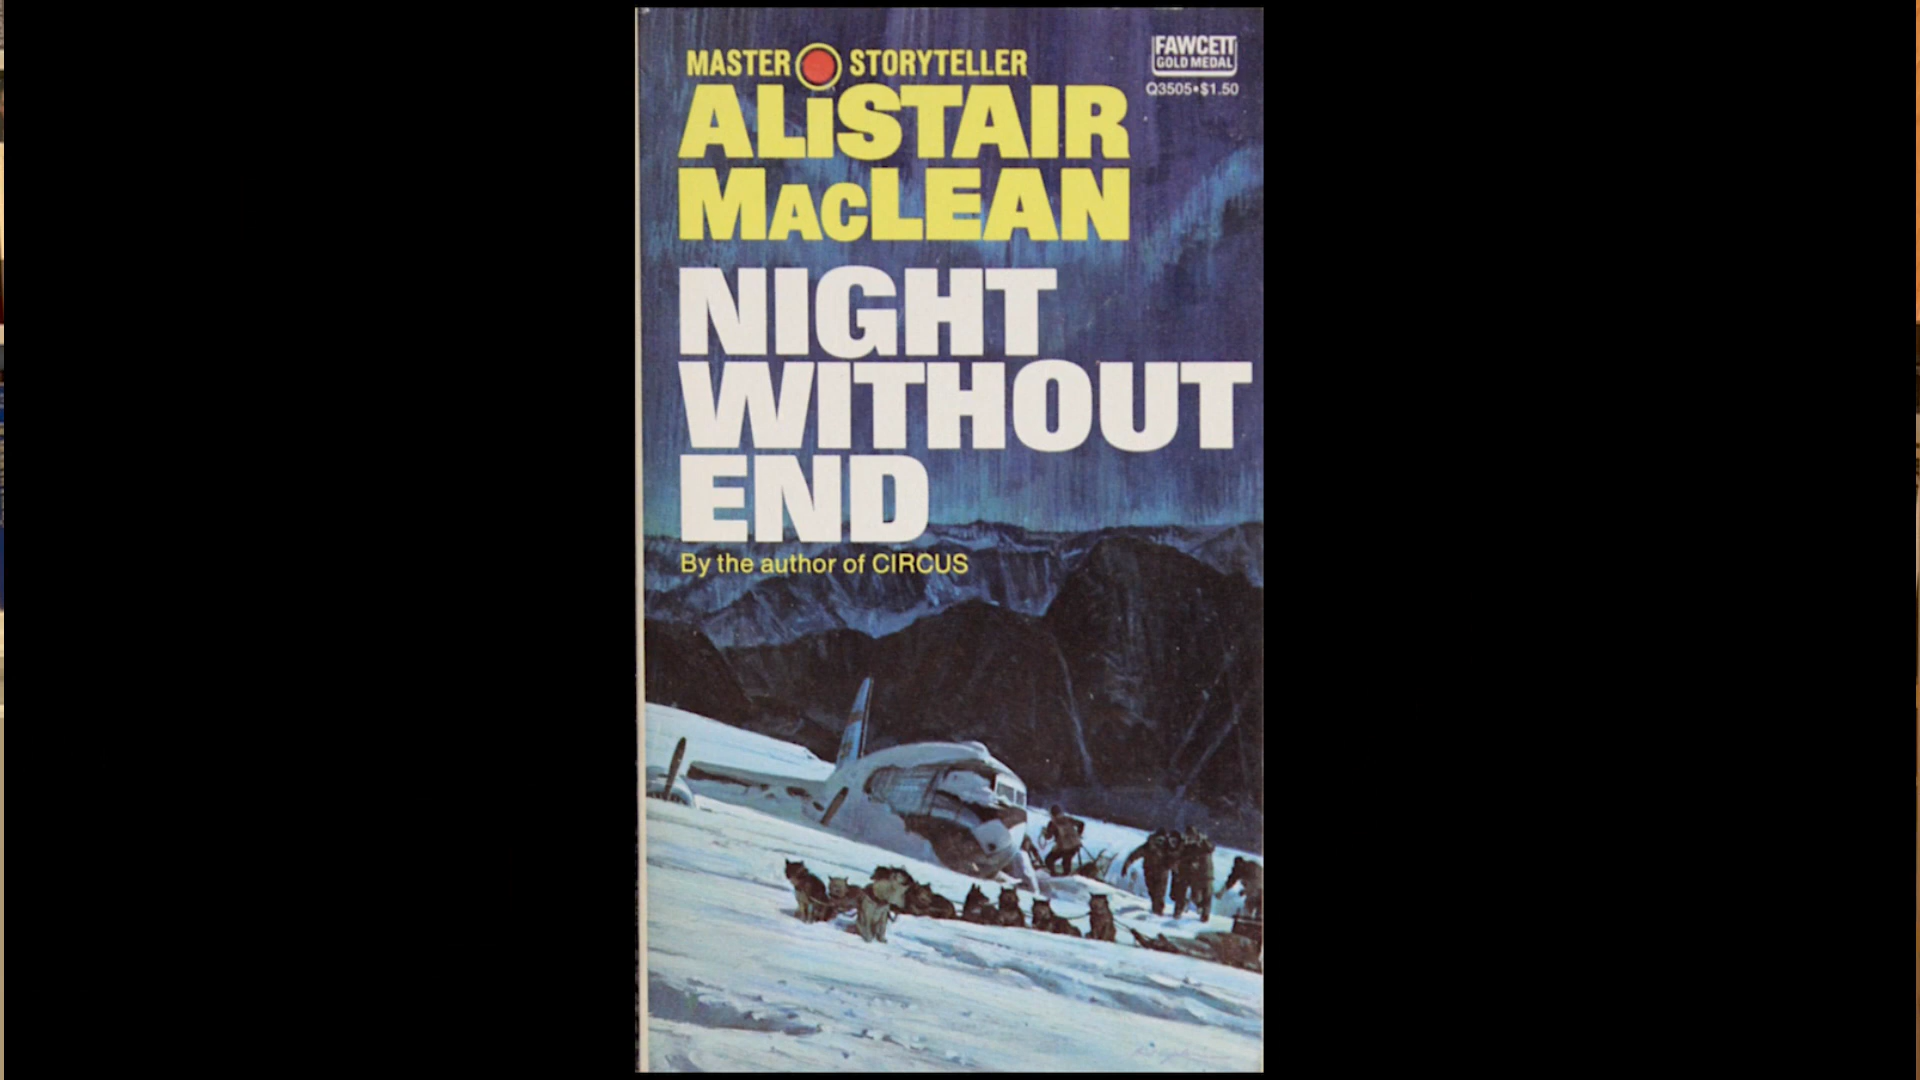 MASTER STORYTELLER
FAWCETT
GOLD MEDAL
Q3505•$1.50
ALiSTAIR
MACLEAN
NIGHT
WITHOUT
END
By the author of CIRCUS